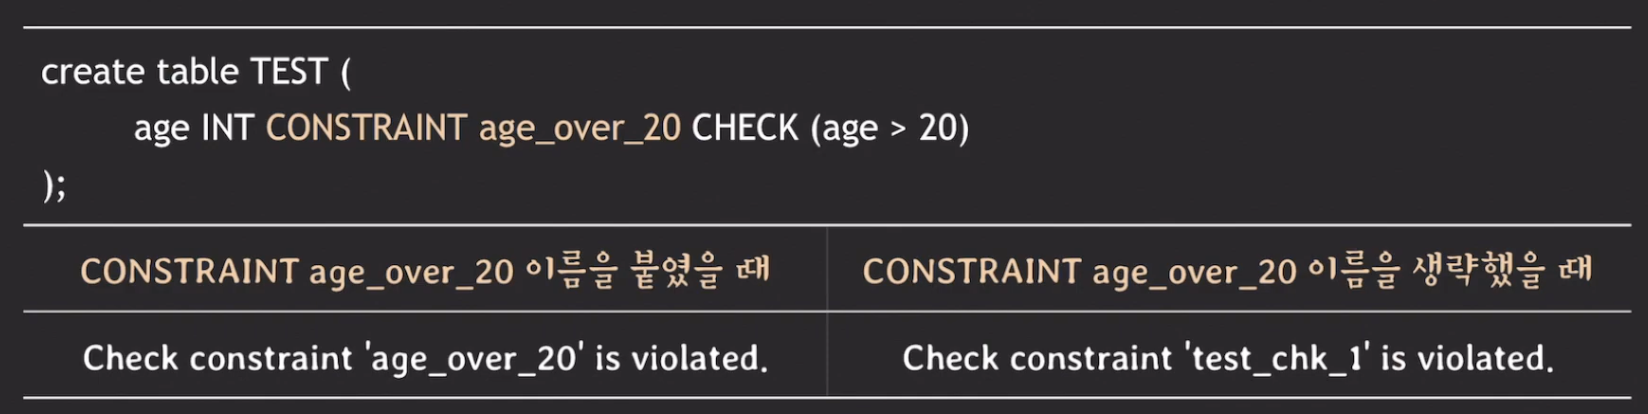 create table TEST (
age INT CONSTRAINT age_over_20 CHECK (age > 20)
);
CONSTRAINT age_over_20 이름을 붙였을 때
CONSTRAINT age_over_20 이름을 생략했을 때
Check constraint 'age_over_20' is violated.
Check constraint 'test_chk_1' is violated.